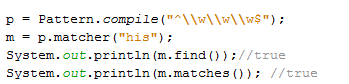 p = Pattern.compile("^\\w\\w\\w$");
m = p.matcher("his");
System.out.println(m.find());//true
System.out.println(m.matches()); //true